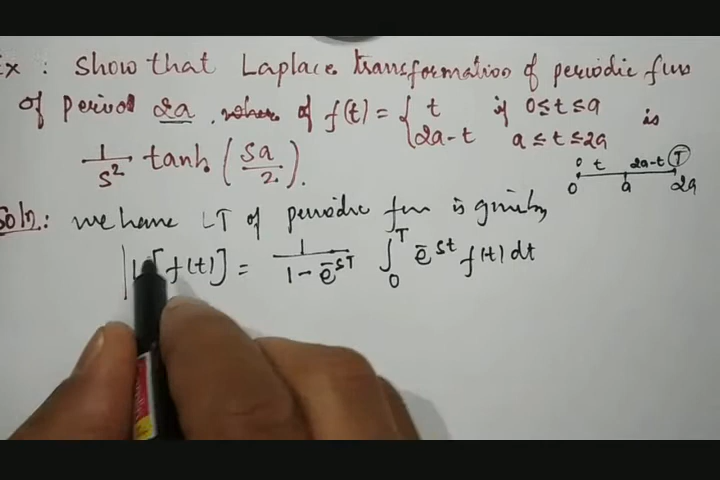 Ex : Show that Laplace transformation of periodic fun
of period 2a, where of f(t) = { t if 0≤t≤a is
2a-t a≤t≤2a
1/s² tanh (sa/2).
0 t 2a-t T
0 a 2a
Soln: we have LT of periodic fun is given by
L[f(t)] = 1/(1-e^-sT) ∫₀^T e^-st f(t) dt